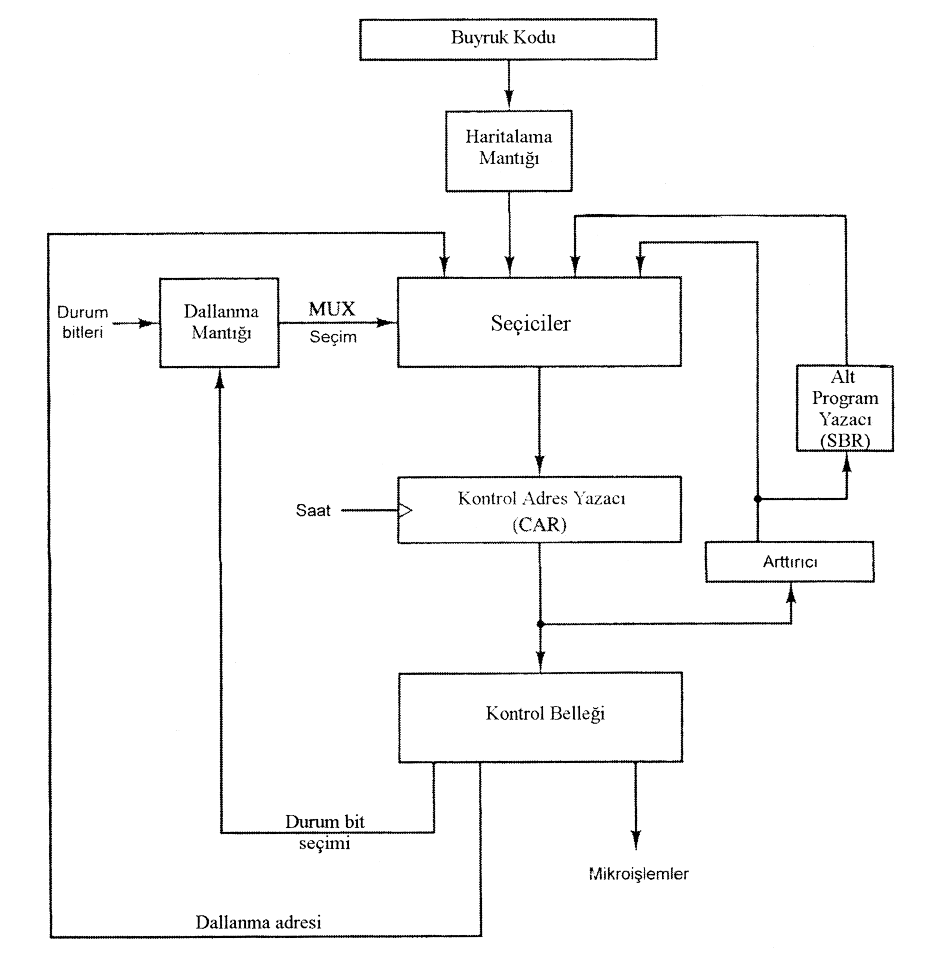 Buyruk Kodu
Haritalama
Mantığı
Durum
bitleri
Dallanma
Mantığı
MUX
Seçim
Seçiciler
Alt
Program
Yazacı
(SBR)
Saat
Kontrol Adres Yazacı
(CAR)
Arttırıcı
Kontrol Belleği
Durum bit
seçimi
Mikroişlemler
Dallanma adresi